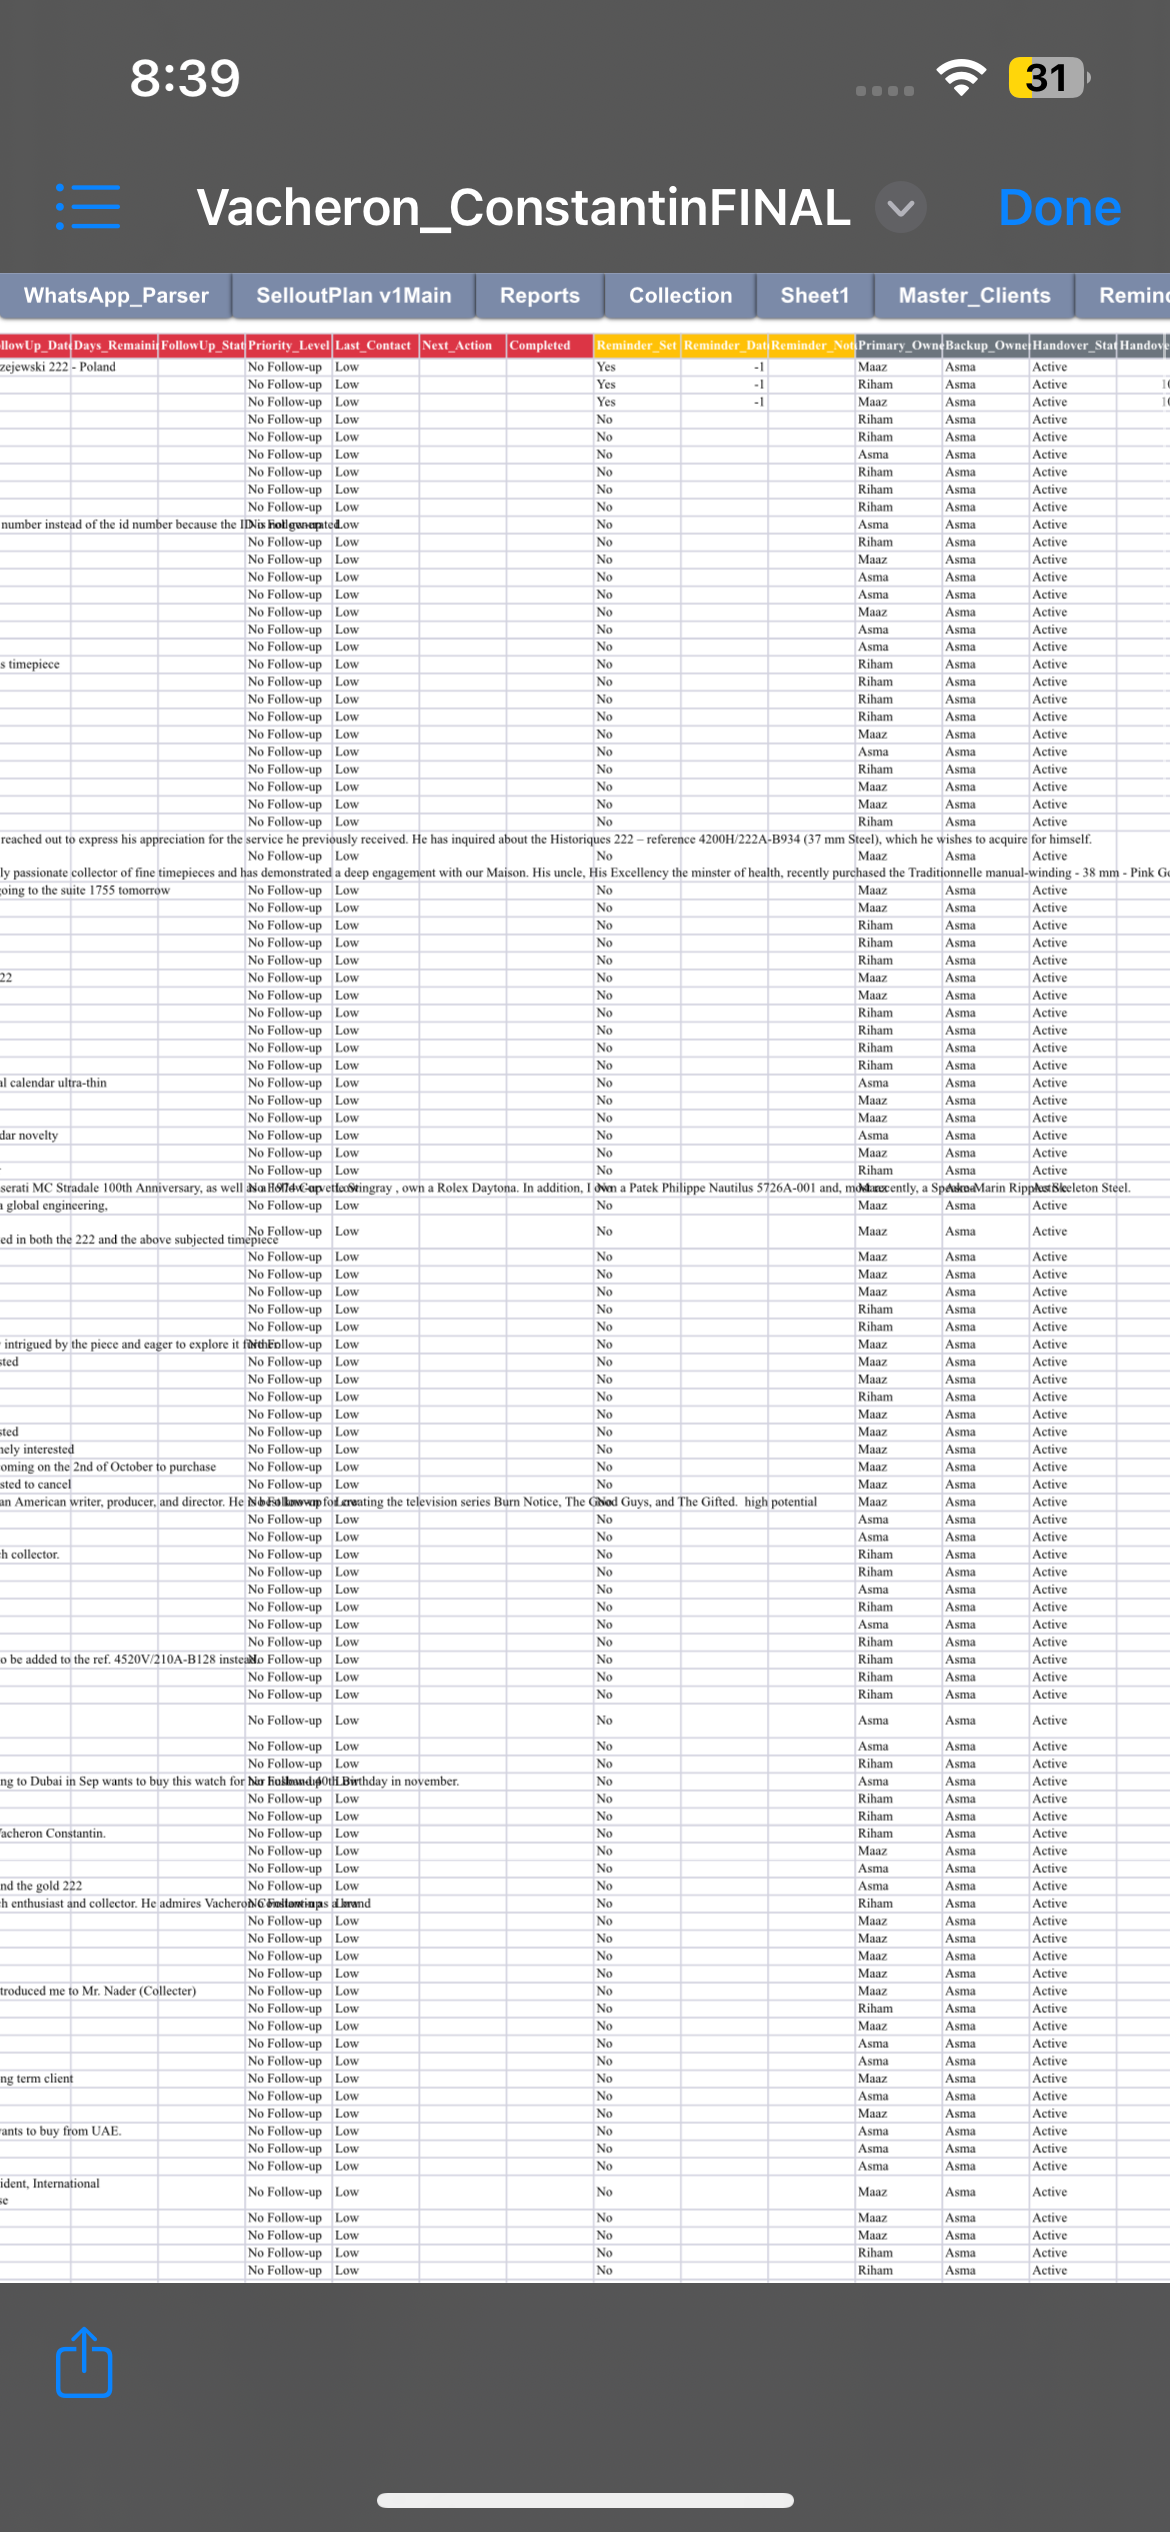 8:39
31
Vacheron_ConstantinFINAL
Done
WhatsApp_Parser SelloutPlan v1Main Reports Collection Sheet1 Master_Clients Remin
llowUp_Dat Days_Remaini FollowUp_Stat Priority_Level Last_Contact Next_Action Completed Reminder_Set Reminder_Dat Reminder_Not Primary_Owne Backup_Owne Handover_Stat Handove
zejewski 222 - Poland No Follow-up Low Yes -1 Maaz Asma Active
No Follow-up Low Yes -1 Riham Asma Active
No Follow-up Low Yes -1 Maaz Asma Active
No Follow-up Low No Riham Asma Active
No Follow-up Low No Riham Asma Active
No Follow-up Low No Asma Asma Active
No Follow-up Low No Riham Asma Active
No Follow-up Low No Riham Asma Active
No Follow-up Low No Riham Asma Active
number instead of the id number because the ID is not generated. No Follow-up Low No Asma Asma Active
No Follow-up Low No Riham Asma Active
No Follow-up Low No Maaz Asma Active
No Follow-up Low No Asma Asma Active
No Follow-up Low No Asma Asma Active
No Follow-up Low No Maaz Asma Active
No Follow-up Low No Asma Asma Active
No Follow-up Low No Asma Asma Active
s timepiece No Follow-up Low No Riham Asma Active
No Follow-up Low No Riham Asma Active
No Follow-up Low No Riham Asma Active
No Follow-up Low No Riham Asma Active
No Follow-up Low No Maaz Asma Active
No Follow-up Low No Asma Asma Active
No Follow-up Low No Riham Asma Active
No Follow-up Low No Maaz Asma Active
No Follow-up Low No Maaz Asma Active
No Follow-up Low No Riham Asma Active
reached out to express his appreciation for the service he previously received. He has inquired about the Historiques 222 – reference 4200H/222A-B934 (37 mm Steel), which he wishes to acquire for himself.
No Follow-up Low No Maaz Asma Active
ly passionate collector of fine timepieces and has demonstrated a deep engagement with our Maison. His uncle, His Excellency the minster of health, recently purchased the Traditionnelle manual-winding - 38 mm - Pink Go
oing to the suite 1755 tomorrow No Follow-up Low No Maaz Asma Active
No Follow-up Low No Maaz Asma Active
No Follow-up Low No Riham Asma Active
No Follow-up Low No Riham Asma Active
No Follow-up Low No Riham Asma Active
22 No Follow-up Low No Maaz Asma Active
No Follow-up Low No Maaz Asma Active
No Follow-up Low No Riham Asma Active
No Follow-up Low No Riham Asma Active
No Follow-up Low No Riham Asma Active
No Follow-up Low No Riham Asma Active
al calendar ultra-thin No Follow-up Low No Asma Asma Active
No Follow-up Low No Maaz Asma Active
No Follow-up Low No Maaz Asma Active
dar novelty No Follow-up Low No Asma Asma Active
No Follow-up Low No Maaz Asma Active
No Follow-up Low No Riham Asma Active
serati MC Stradale 100th Anniversary, as well as a 1974 Corvette Stingray , own a Rolex Daytona. In addition, I own a Patek Philippe Nautilus 5726A-001 and, most recently, a Speake-Marin Ripples Skeleton Steel.
a global engineering, No Follow-up Low No Maaz Asma Active
ed in both the 222 and the above subjected timepiece No Follow-up Low No Maaz Asma Active
No Follow-up Low No Maaz Asma Active
No Follow-up Low No Maaz Asma Active
No Follow-up Low No Maaz Asma Active
No Follow-up Low No Riham Asma Active
No Follow-up Low No Riham Asma Active
intrigued by the piece and eager to explore it further No Follow-up Low No Maaz Asma Active
sted No Follow-up Low No Maaz Asma Active
No Follow-up Low No Maaz Asma Active
No Follow-up Low No Riham Asma Active
No Follow-up Low No Maaz Asma Active
sted No Follow-up Low No Maaz Asma Active
nely interested No Follow-up Low No Maaz Asma Active
oming on the 2nd of October to purchase No Follow-up Low No Maaz Asma Active
sted to cancel No Follow-up Low No Maaz Asma Active
an American writer, producer, and director. He is best known for creating the television series Burn Notice, The Good Guys, and The Gifted. high potential Maaz Asma Active
No Follow-up Low No Asma Asma Active
No Follow-up Low No Asma Asma Active
h collector. No Follow-up Low No Riham Asma Active
No Follow-up Low No Riham Asma Active
No Follow-up Low No Asma Asma Active
No Follow-up Low No Riham Asma Active
No Follow-up Low No Asma Asma Active
No Follow-up Low No Riham Asma Active
o be added to the ref. 4520V/210A-B128 instead. No Follow-up Low No Riham Asma Active
No Follow-up Low No Riham Asma Active
No Follow-up Low No Riham Asma Active
No Follow-up Low No Asma Asma Active
No Follow-up Low No Asma Asma Active
No Follow-up Low No Riham Asma Active
ng to Dubai in Sep wants to buy this watch for her husband 40th Birthday in november. No Asma Asma Active
No Follow-up Low No Riham Asma Active
No Follow-up Low No Riham Asma Active
acheron Constantin. No Follow-up Low No Riham Asma Active
No Follow-up Low No Maaz Asma Active
No Follow-up Low No Asma Asma Active
nd the gold 222 No Follow-up Low No Asma Asma Active
h enthusiast and collector. He admires Vacheron Constantin as a brand No Riham Asma Active
No Follow-up Low No Maaz Asma Active
No Follow-up Low No Maaz Asma Active
No Follow-up Low No Maaz Asma Active
No Follow-up Low No Maaz Asma Active
troduced me to Mr. Nader (Collecter) No Follow-up Low No Maaz Asma Active
No Follow-up Low No Riham Asma Active
No Follow-up Low No Maaz Asma Active
No Follow-up Low No Asma Asma Active
No Follow-up Low No Asma Asma Active
ng term client No Follow-up Low No Maaz Asma Active
No Follow-up Low No Asma Asma Active
No Follow-up Low No Maaz Asma Active
ants to buy from UAE. No Follow-up Low No Asma Asma Active
No Follow-up Low No Asma Asma Active
No Follow-up Low No Asma Asma Active
ident, International
se No Follow-up Low No Maaz Asma Active
No Follow-up Low No Maaz Asma Active
No Follow-up Low No Maaz Asma Active
No Follow-up Low No Riham Asma Active
No Follow-up Low No Riham Asma Active